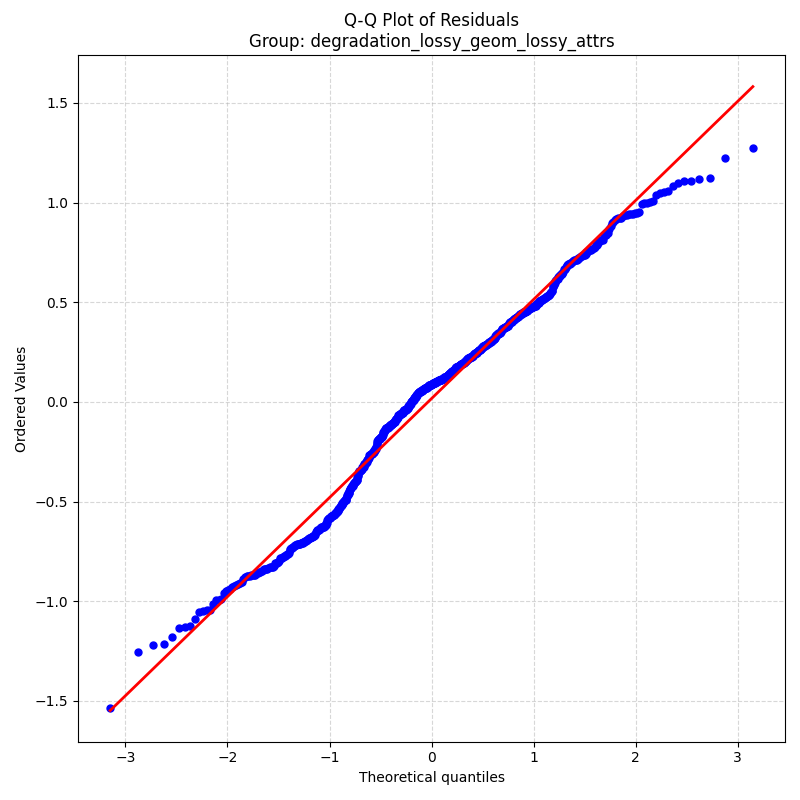 Q-Q Plot of Residuals
Group: degradation_lossy_geom_lossy_attrs
1.5
1.0
0.5
0.0
−0.5
−1.0
−1.5
Ordered Values
−3 −2 −1 0 1 2 3
Theoretical quantiles